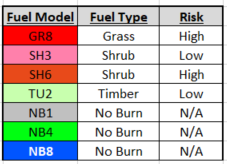 Fuel Model Fuel Type Risk
GR8 Grass High
SH3 Shrub Low
SH6 Shrub High
TU2 Timber Low
NB1 No Burn N/A
NB4 No Burn N/A
NB8 No Burn N/A